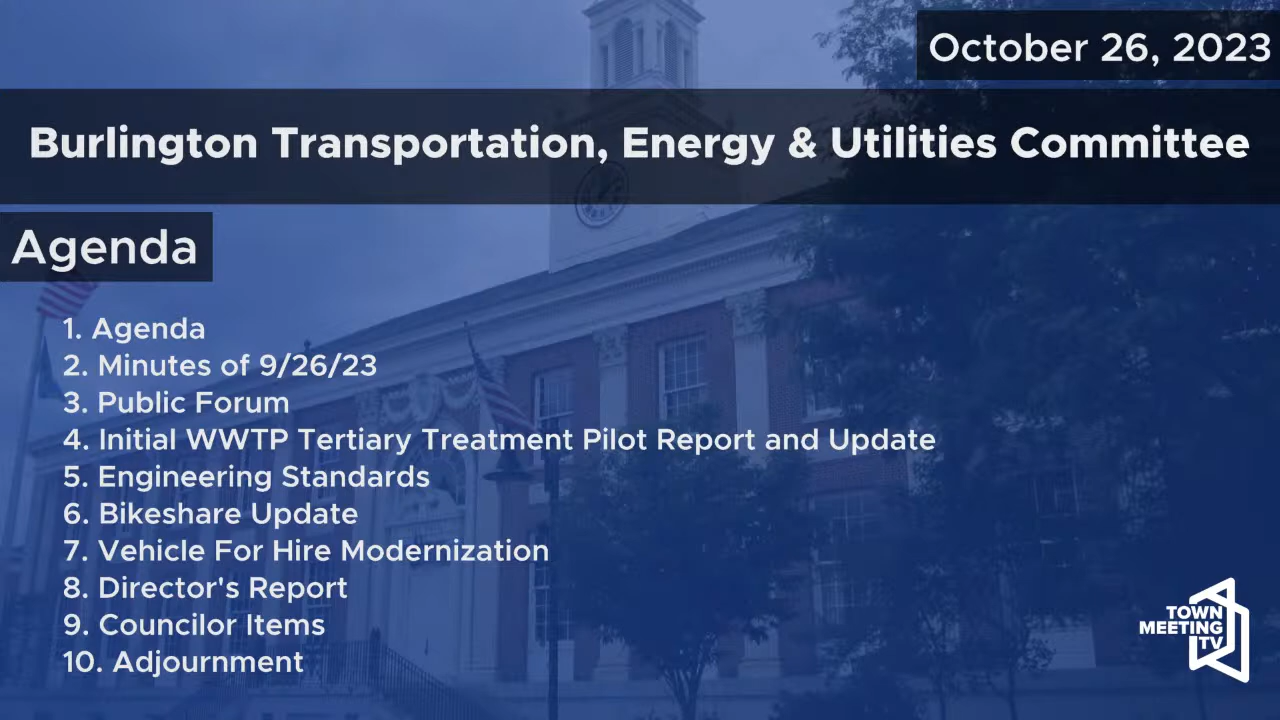 October 26, 2023
Burlington Transportation, Energy & Utilities Committee
Agenda
1. Agenda
2. Minutes of 9/26/23
3. Public Forum
4. Initial WWTP Tertiary Treatment Pilot Report and Update
5. Engineering Standards
6. Bikeshare Update
7. Vehicle For Hire Modernization
8. Director's Report
9. Councilor Items
10. Adjournment
TOWN
MEETING
TV